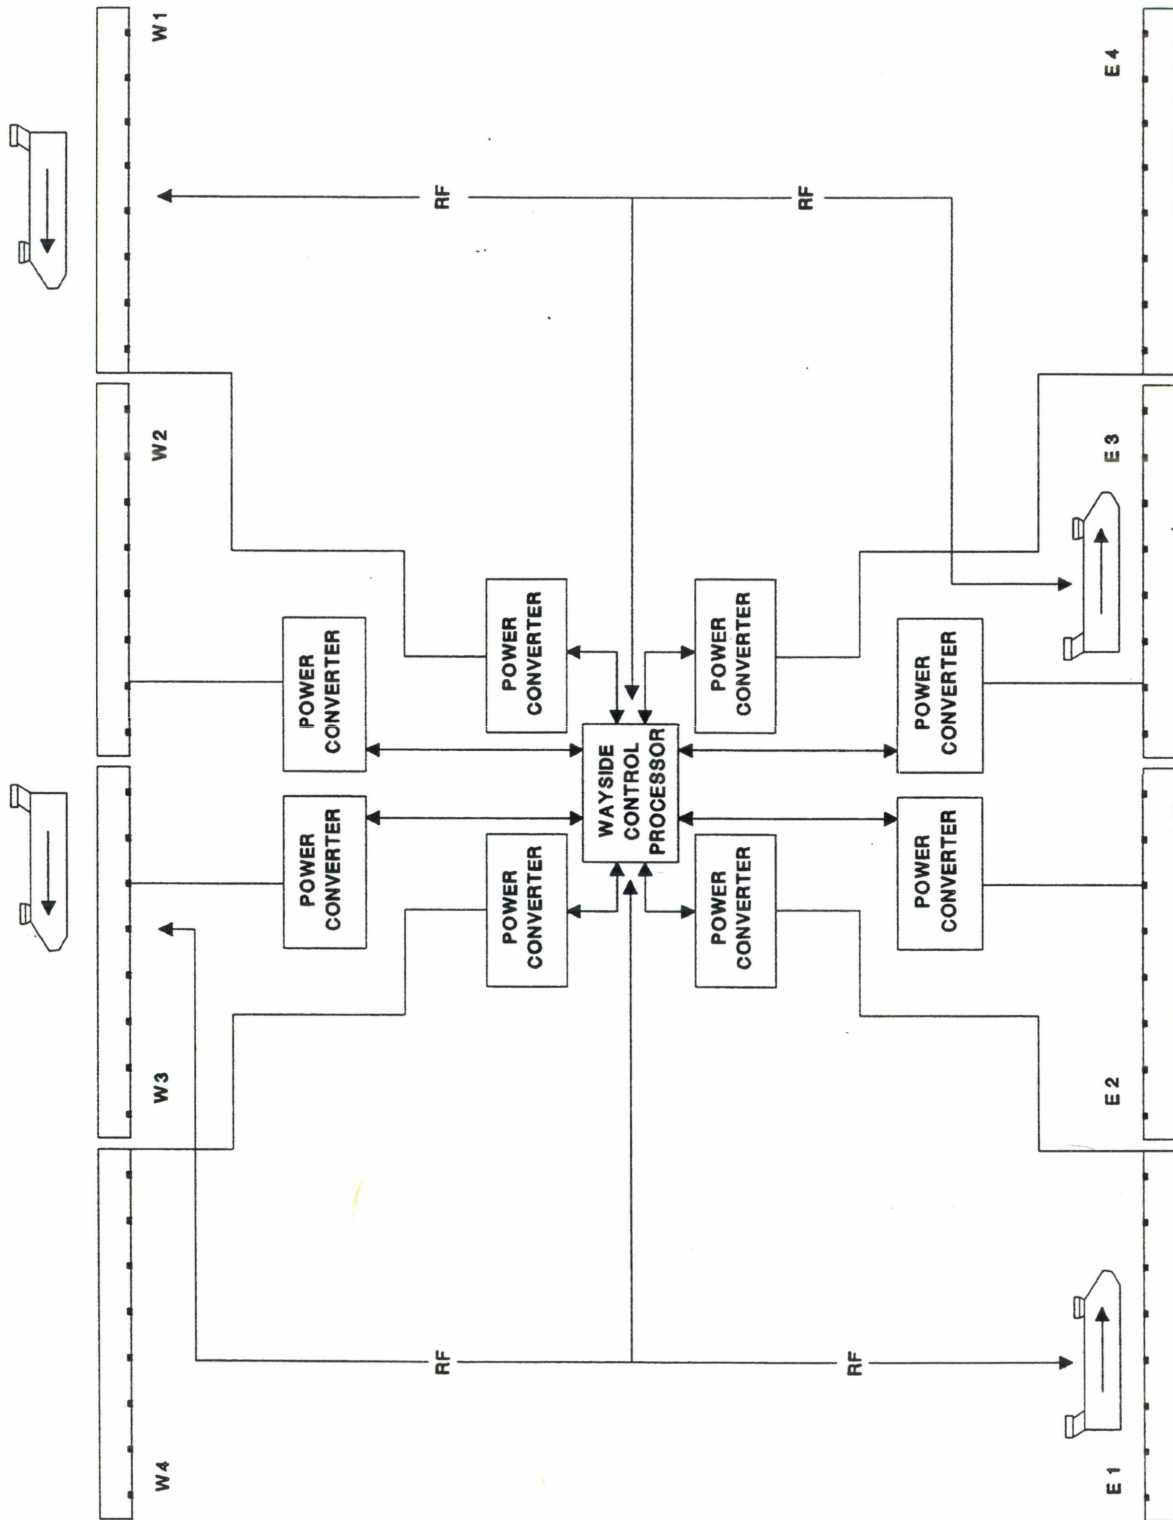 W1
W2
W3
W4
RF
RF
POWER
CONVERTER
POWER
CONVERTER
POWER
CONVERTER
POWER
CONVERTER
WAYSIDE
CONTROL
PROCESSOR
POWER
CONVERTER
POWER
CONVERTER
POWER
CONVERTER
POWER
CONVERTER
RF
RF
E1
E2
E3
E4